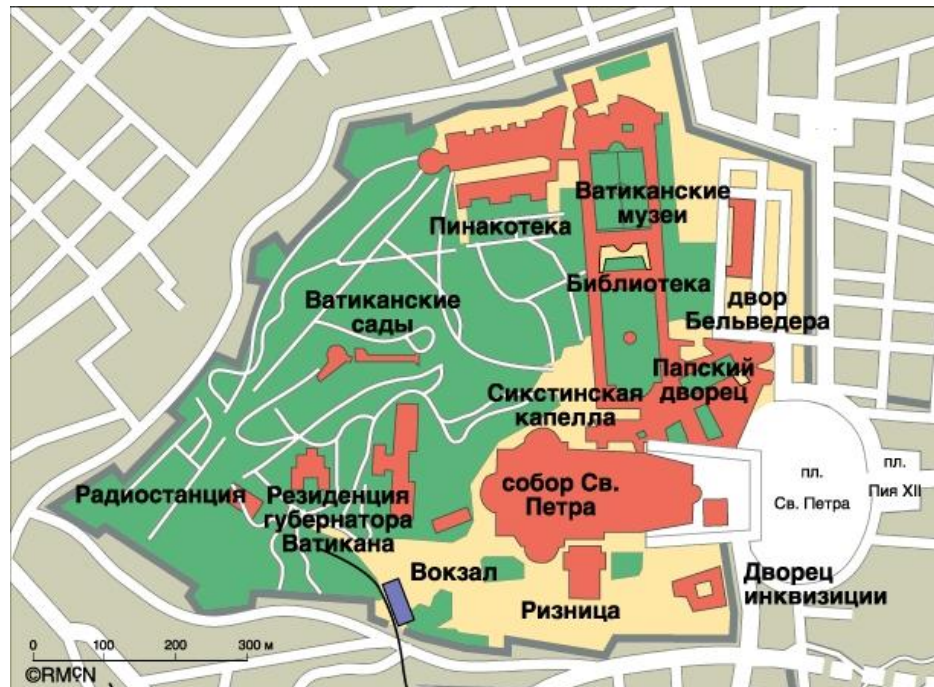 Ватиканские
музеи
Пинакотека
Библиотека
Ватиканские
сады
двор
Бельведера
Папский
дворец
Сикстинская
капелла
собор Св.
Петра
пл.
Св. Петра
пл.
Пия XII
Радиостанция
Резиденция
губернатора
Ватикана
Вокзал
Ризница
Дворец
инквизиции
0 100 200 300 м
©RMCN